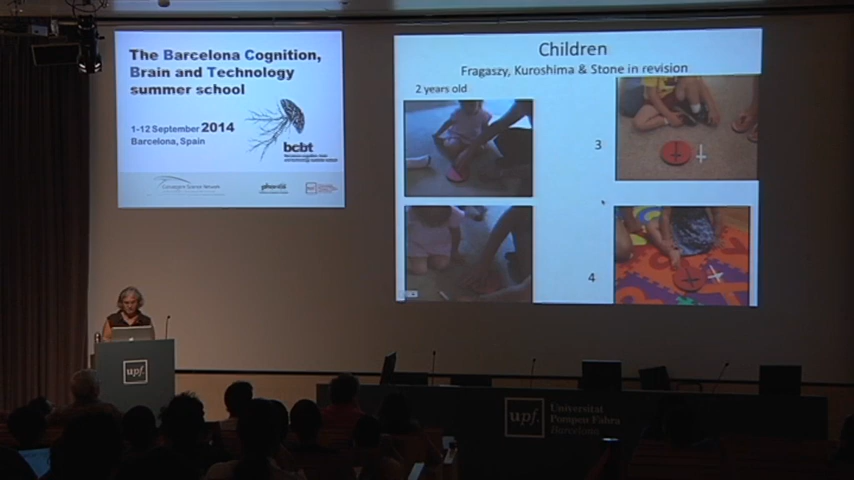 The Barcelona Cognition,
Brain and Technology
summer school
1-12 September 2014
Barcelona, Spain
bcbt
Children
Fragaszy, Kuroshima & Stone in revision
2 years old
3
4
upf.
upf.
Universitat
Pompeu Fabra
Barcelona